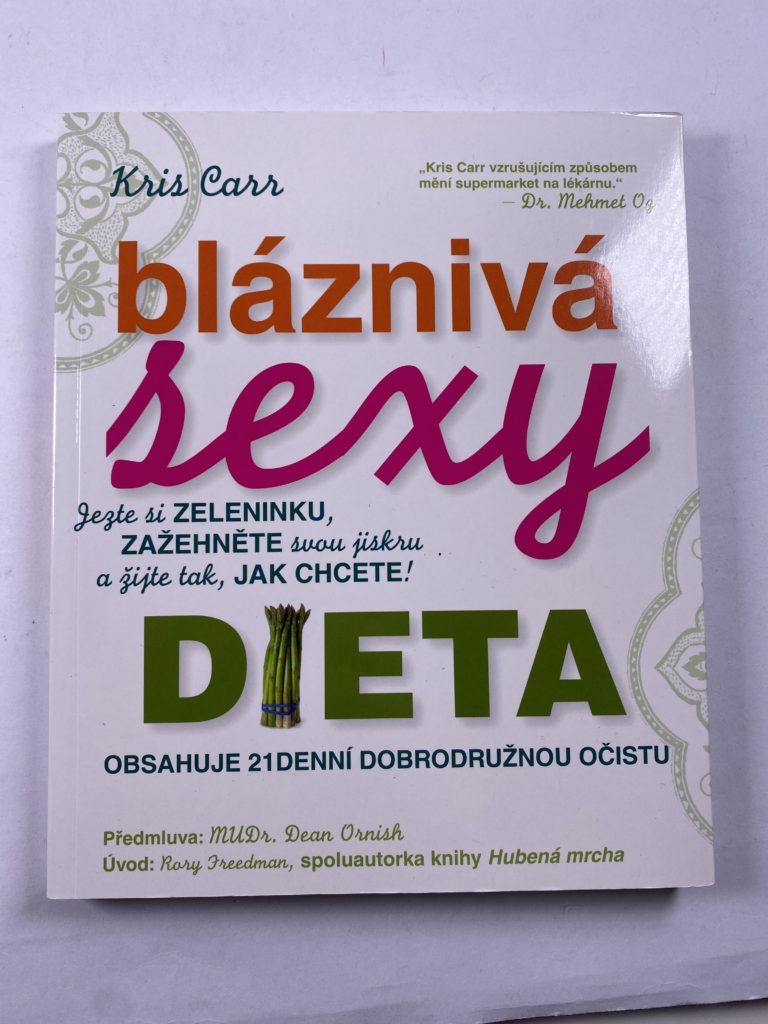 Kris Carr
„Kris Carr vzrušujícím způsobem
mění supermarket na lékárnu.“
— Dr. Mehmet Oz
bláznivá
sexy
Jezte si ZELENINKU,
ZAŽEHNĚTE svou jiskru
a žijte tak, JAK CHCETE!
DIETA
OBSAHUJE 21DENNÍ DOBRODRUŽNOU OČISTU
Předmluva: MUDr. Dean Ornish
Úvod: Rory Freedman, spoluautorka knihy Hubená mrcha